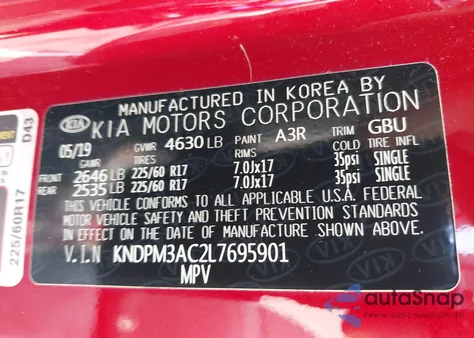 MANUFACTURED IN KOREA BY
KIA KIA MOTORS CORPORATION
05/19 GVWR 4630 LB PAINT A3R TRIM GBU
GAWR TIRES RIMS COLD TIRE INFL
FRONT 2646 LB 225/60 R17 7.0Jx17 35psi SINGLE
REAR 2535 LB 225/60 R17 7.0Jx17 35psi SINGLE
THIS VEHICLE CONFORMS TO ALL APPLICABLE U.S.A. FEDERAL
MOTOR VEHICLE SAFETY AND THEFT PREVENTION STANDARDS
IN EFFECT ON THE DATE OF MANUFACTURE SHOWN ABOVE.
V.I.N KNDPM3AC2L7695901
MPV
D43
225/60R17
autoSnap